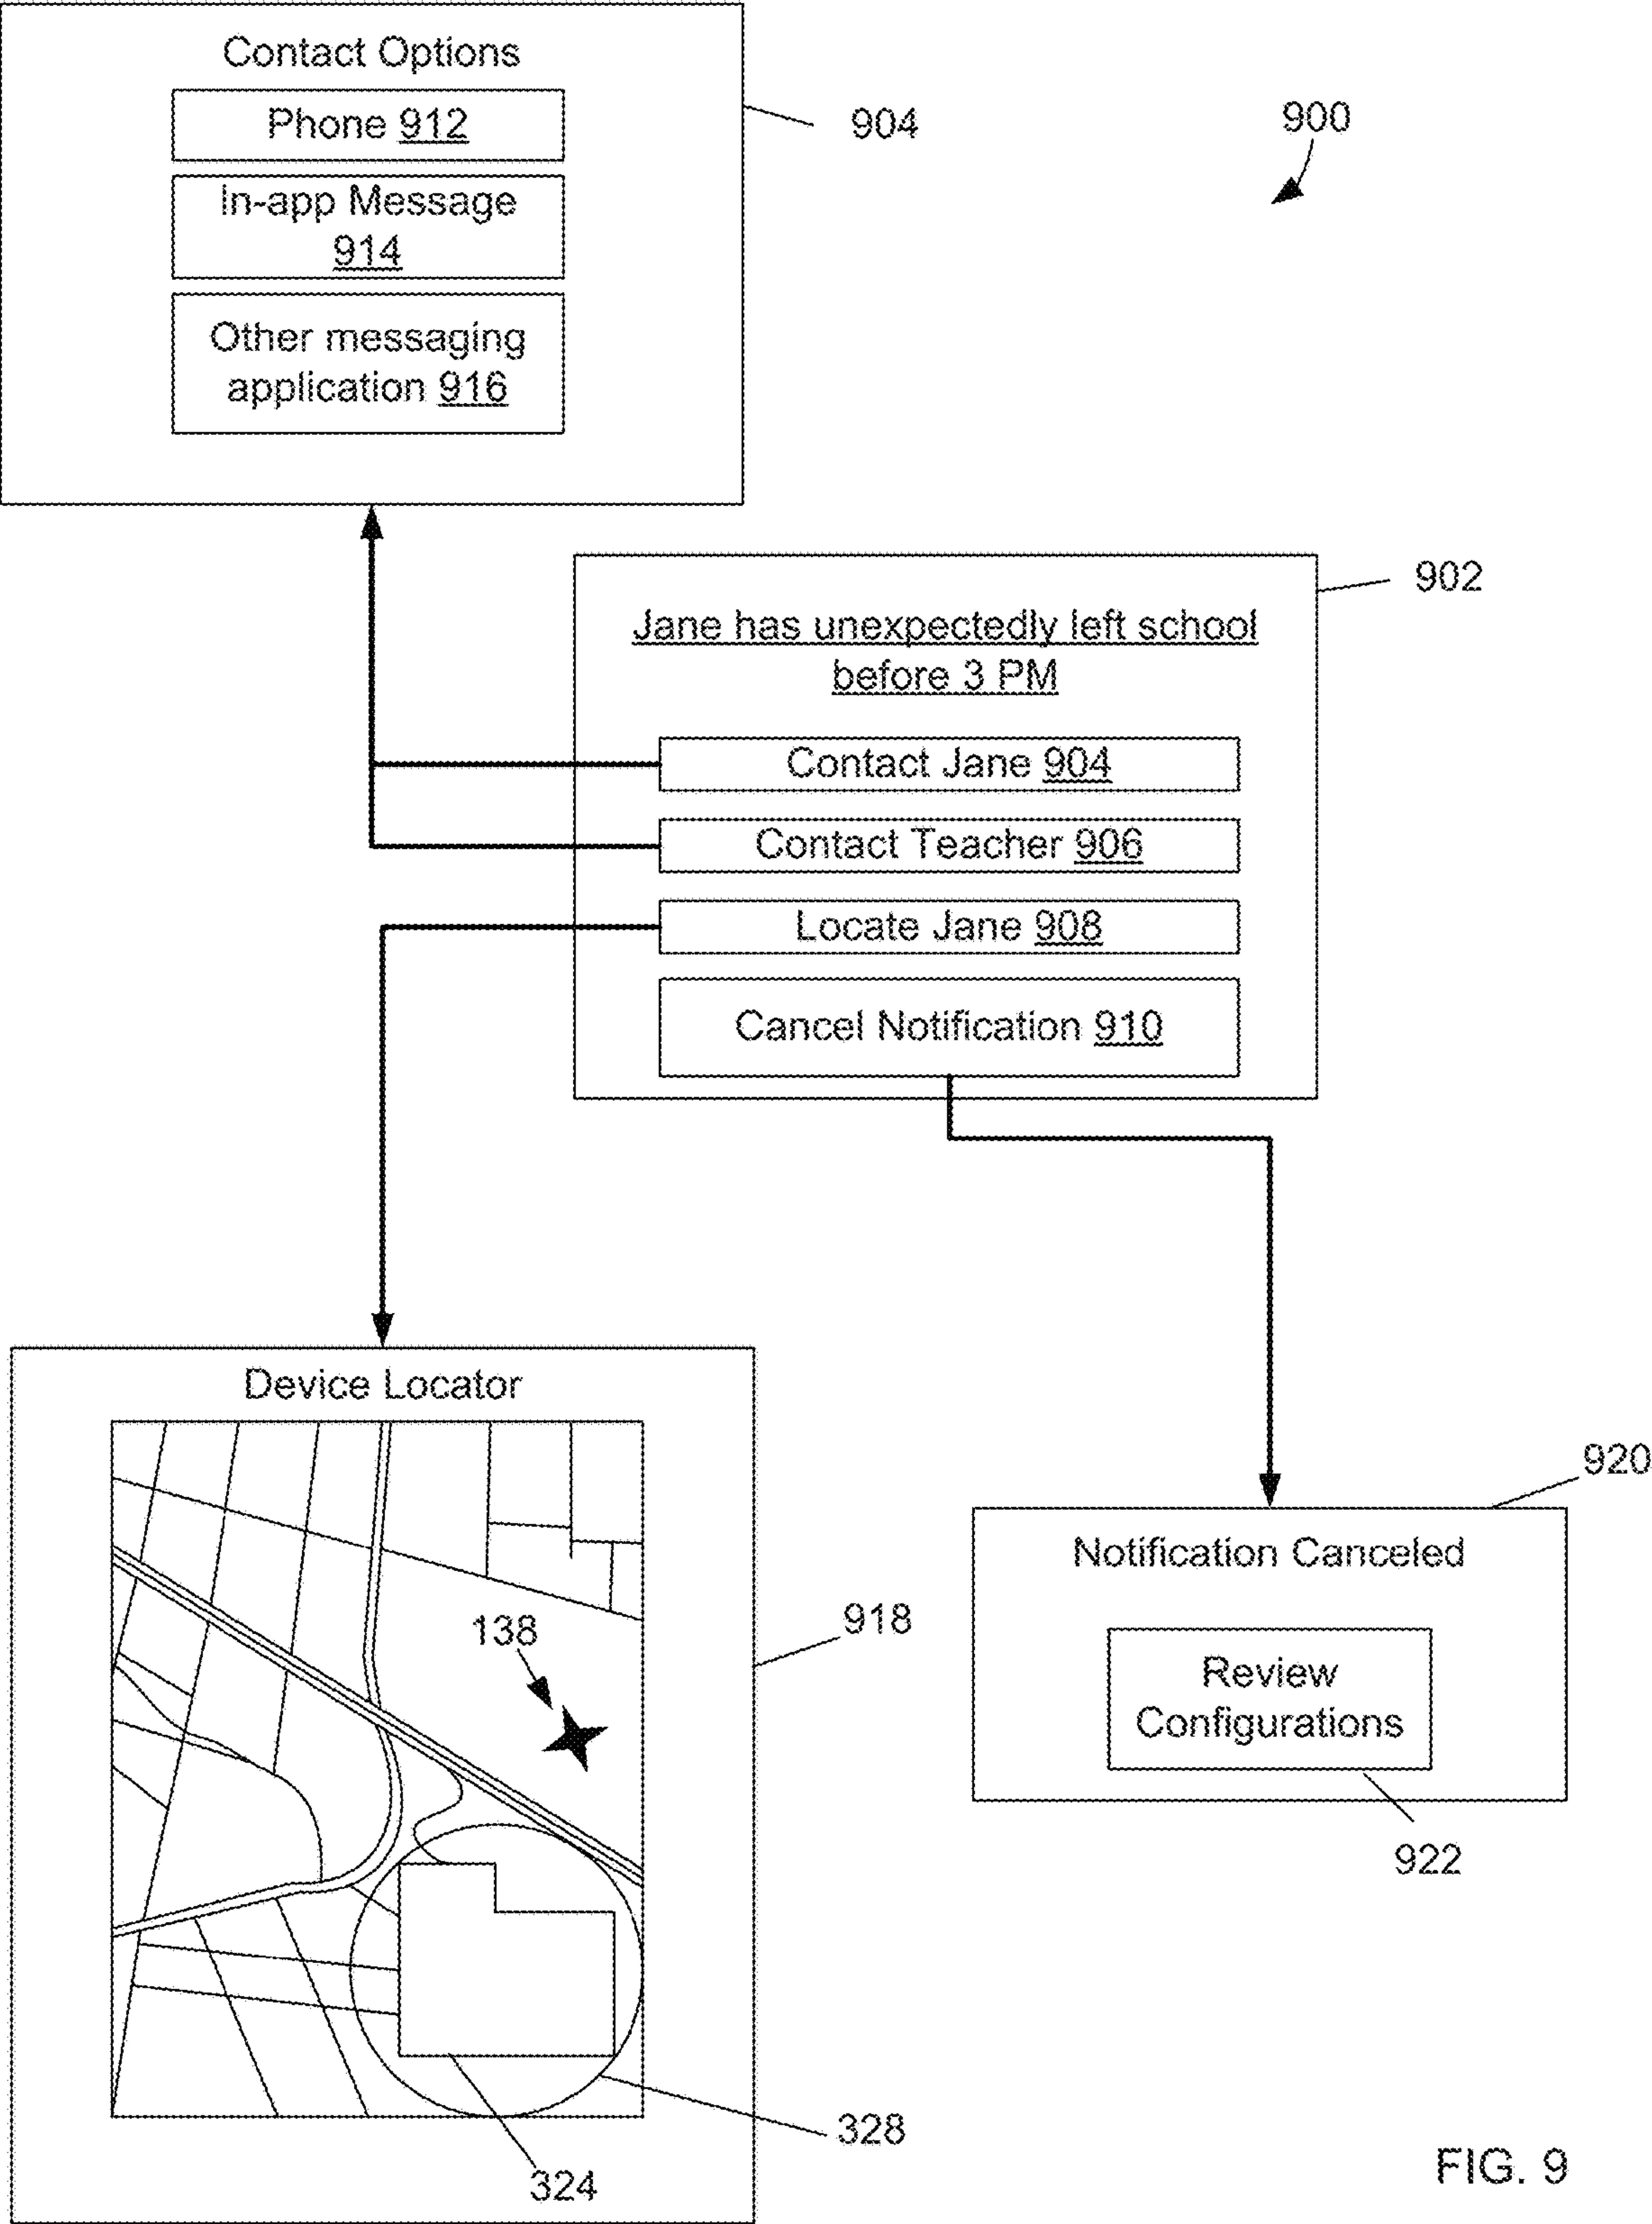 Contact Options
Phone 912
In-app Message
914
Other messaging
application 916
904
900
902
Jane has unexpectedly left school
before 3 PM
Contact Jane 904
Contact Teacher 906
Locate Jane 908
Cancel Notification 910
Device Locator
138
918
328
324
920
Notification Canceled
Review
Configurations
922
FIG. 9